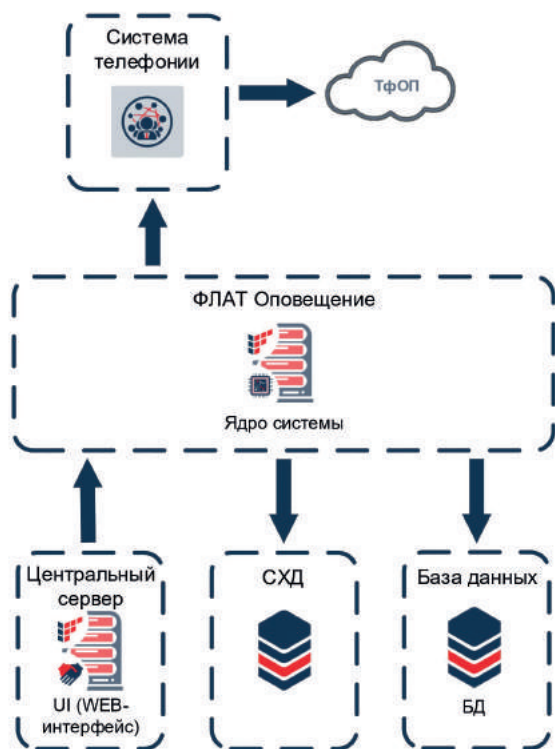 Система
телефонии
ТфОП
ФЛАТ Оповещение
Ядро системы
Центральный
сервер
UI (WEB-
интерфейс)
СХД
База данных
БД